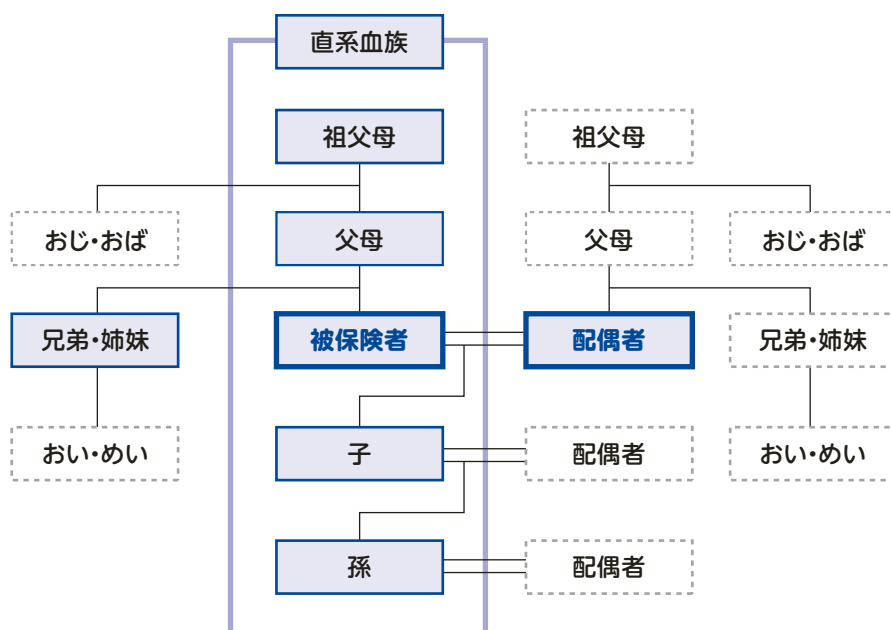 直系血族
祖父母
祖父母
おじ・おば
父母
父母
おじ・おば
兄弟・姉妹
被保険者
配偶者
兄弟・姉妹
おい・めい
子
配偶者
おい・めい
孫
配偶者